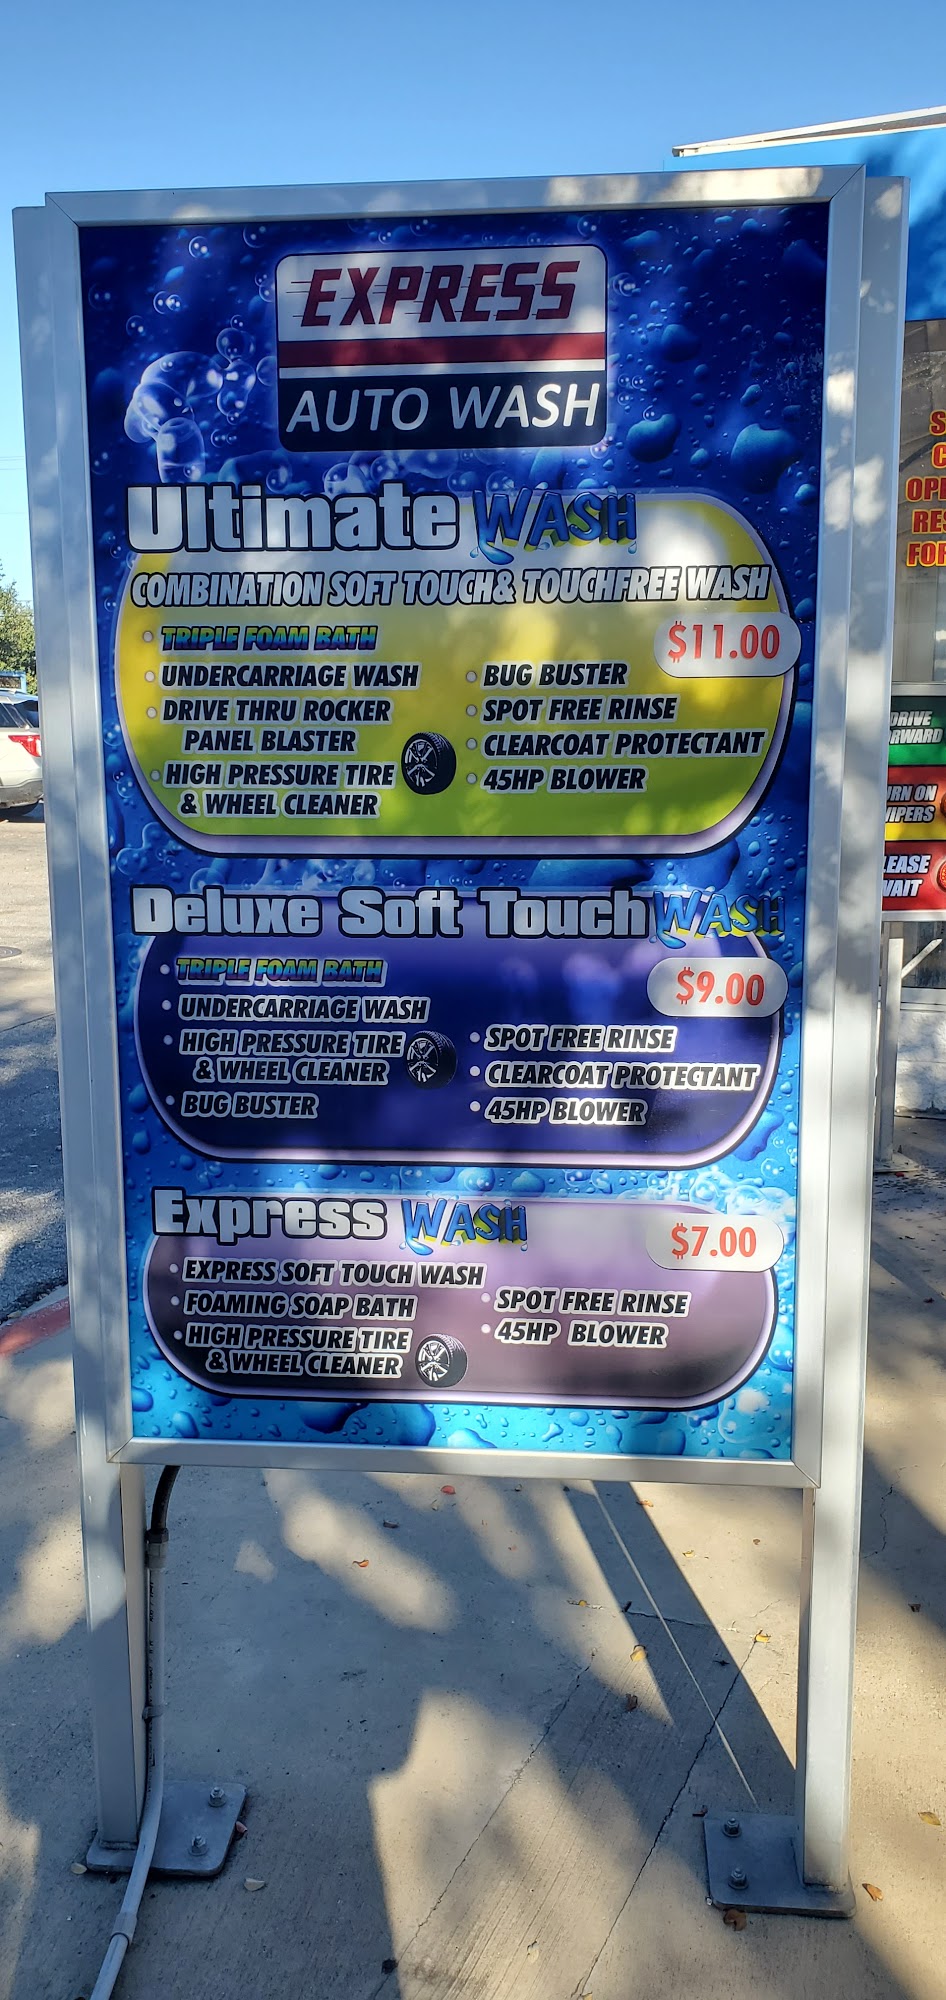 EXPRESS
AUTO WASH
Ultimate WASH
COMBINATION SOFT TOUCH& TOUCHFREE WASH
$11.00
• TRIPLE FOAM BATH
• UNDERCARRIAGE WASH
• DRIVE THRU ROCKER
PANEL BLASTER
• HIGH PRESSURE TIRE
& WHEEL CLEANER
• BUG BUSTER
• SPOT FREE RINSE
• CLEARCOAT PROTECTANT
• 45HP BLOWER
Deluxe Soft Touch WASH
$9.00
• TRIPLE FOAM BATH
• UNDERCARRIAGE WASH
• HIGH PRESSURE TIRE
& WHEEL CLEANER
• BUG BUSTER
• SPOT FREE RINSE
• CLEARCOAT PROTECTANT
• 45HP BLOWER
Express WASH
$7.00
• EXPRESS SOFT TOUCH WASH
• FOAMING SOAP BATH
• HIGH PRESSURE TIRE
& WHEEL CLEANER
• SPOT FREE RINSE
• 45HP BLOWER
DRIVE
ON